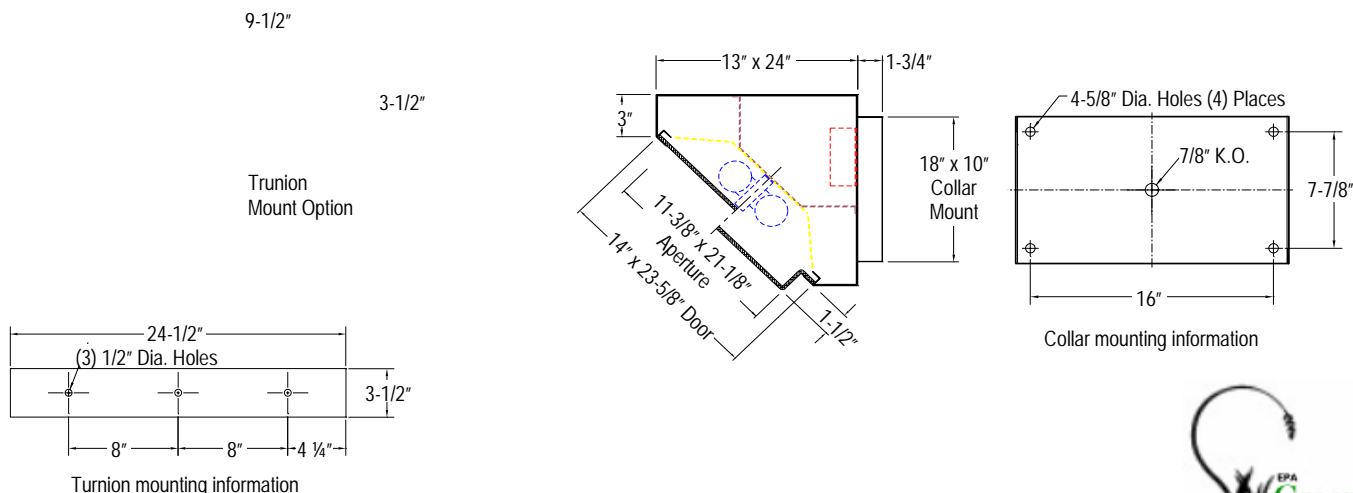 9-1/2"
3-1/2"
Trunion
Mount Option
24-1/2"
(3) 1/2" Dia. Holes
3-1/2"
8"
8"
4 ¼"
Turnion mounting information
13" x 24"
1-3/4"
3"
18" x 10"
Collar
Mount
11-3/8" x 21-1/8"
Aperture
14" x 23-5/8" Door
1-1/2"
4-5/8" Dia. Holes (4) Places
7/8" K.O.
7-7/8"
16"
Collar mounting information
EPA